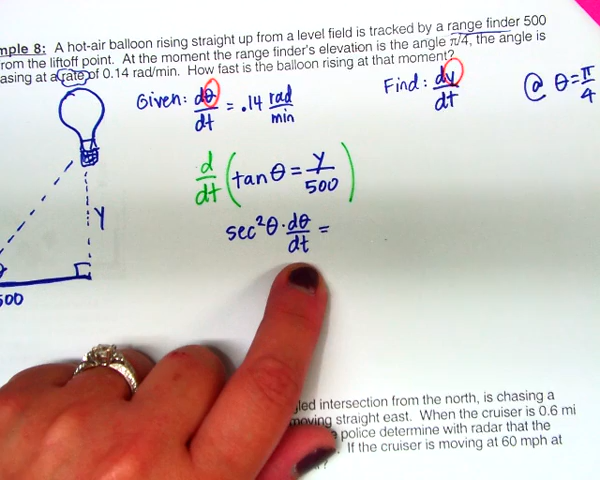 mple 8: A hot-air balloon rising straight up from a level field is tracked by a range finder 500
rom the liftoff point. At the moment the range finder's elevation is the angle π/4, the angle is
asing at a rate of 0.14 rad/min. How fast is the balloon rising at that moment?
Given: dθ/dt = .14 rad/min
Find: dy/dt @ θ=π/4
d/dt (tanθ = y/500)
sec²θ · dθ/dt =
y
500
led intersection from the north, is chasing a
moving straight east. When the cruiser is 0.6 mi
police determine with radar that the
. If the cruiser is moving at 60 mph at
?